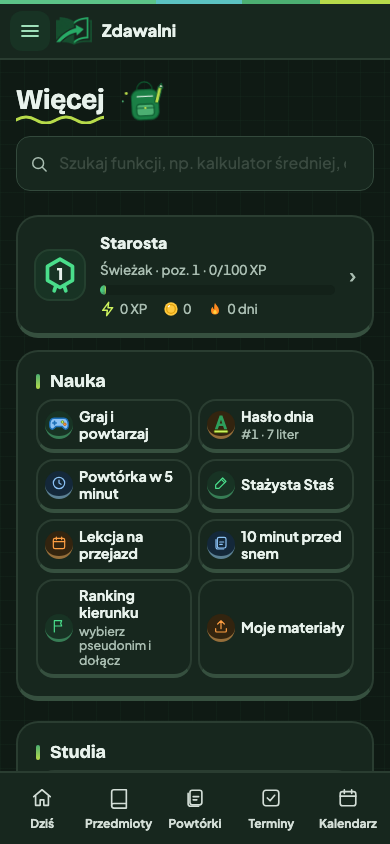 Zdawalni
Więcej
Szukaj funkcji, np. kalkulator średniej,
1
Starosta
Świeżak · poz. 1 · 0/100 XP
0 XP 0 0 dni
Nauka
Graj i
powtarzaj
A
Hasło dnia
#1 · 7 liter
Powtórka w 5
minut
Stażysta Staś
Lekcja na
przejazd
10 minut przed
snem
Ranking
kierunku
wybierz
pseudonim i
dołącz
Moje materiały
Studia
Dziś Przedmioty Powtórki Terminy Kalendarz